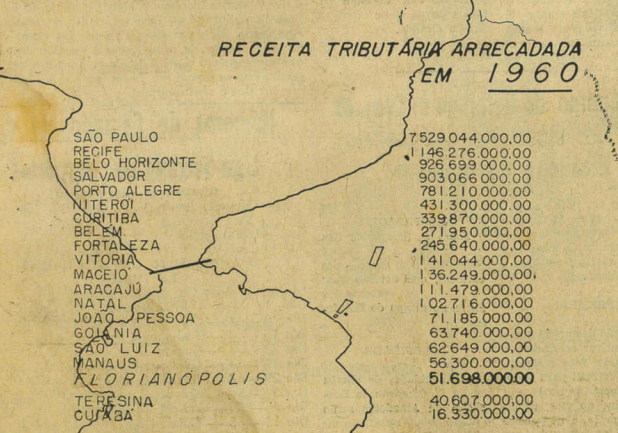 RECEITA TRIBUTÁRIA ARRECADADA
EM 1960
SÃO PAULO 7.529.044.000,00
RECIFE 1.146.276.000,00
BELO HORIZONTE 926.699.000,00
SALVADOR 903.066.000,00
PORTO ALEGRE 781.210.000,00
NITEROI 431.300.000,00
CURITIBA 339.870.000,00
BELEM 271.950.000,00
FORTALEZA 245.640.000,00
VITORIA 141.044.000,00
MACEIÓ 136.249.000,00
ARACAJÚ 111.479.000,00
NATAL 102.716.000,00
JOÃO PESSOA 71.185.000,00
GOIÂNIA 63.740.000,00
SÃO LUIZ 62.649.000,00
MANAUS 56.300.000,00
FLORIANÓPOLIS 51.698.000.00
TERESINA 40.607.000,00
CUIABÁ 16.330.000,00